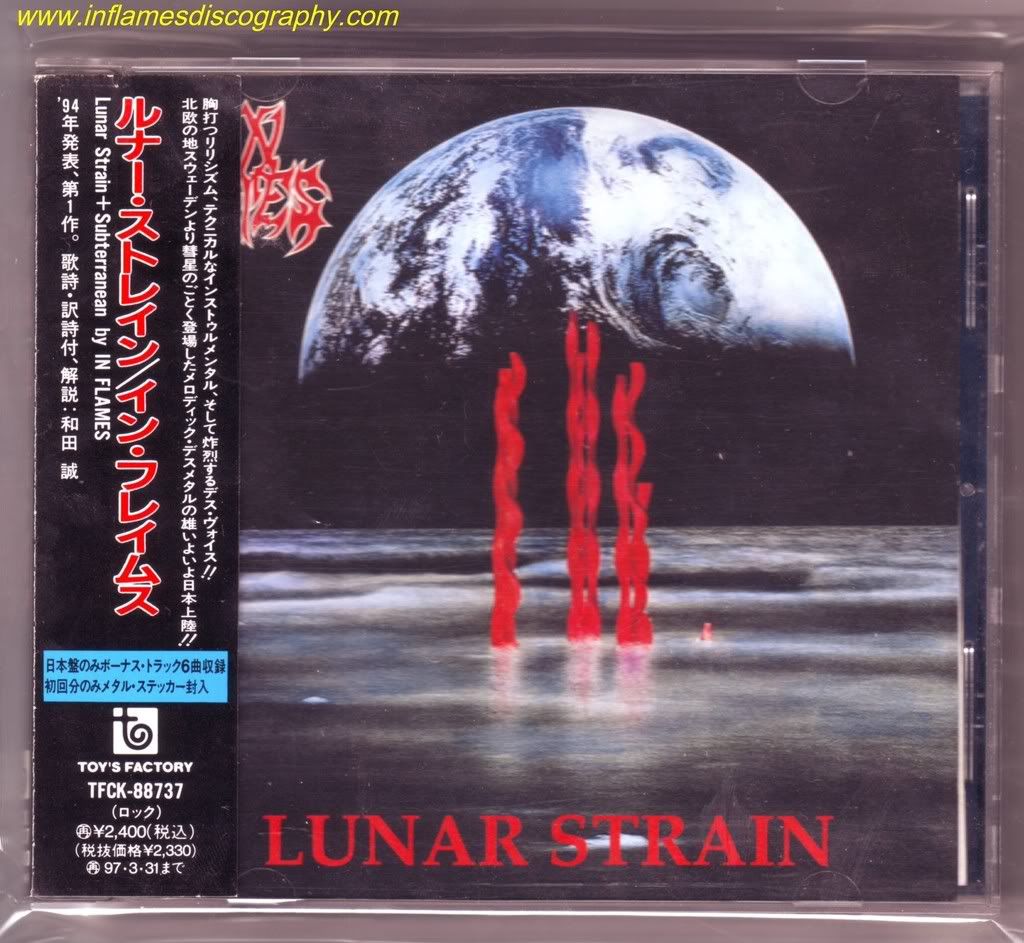 www.inflamesdiscography.com
胸打つリリシズム、テクニカルなインストゥルメンタル、そして炸烈するデス・ヴォイス!!
北欧の地スウェーデンより彗星のごとく登場したメロディック・デスメタルの雄いよいよ日本上陸!!
ルナー・ストレイン/イン・フレイムス
Lunar Strain+Subterranean by IN FLAMES
'94年発表、第1作。歌詩・訳詩付、解説:和田 誠
日本盤のみボーナス・トラック6曲収録
初回分のみメタル・ステッカー封入
TOY'S FACTORY
TFCK-88737
(ロック)
再¥2,400(税込)
(税抜価格¥2,330)
再97・3・31まで
LUNAR STRAIN